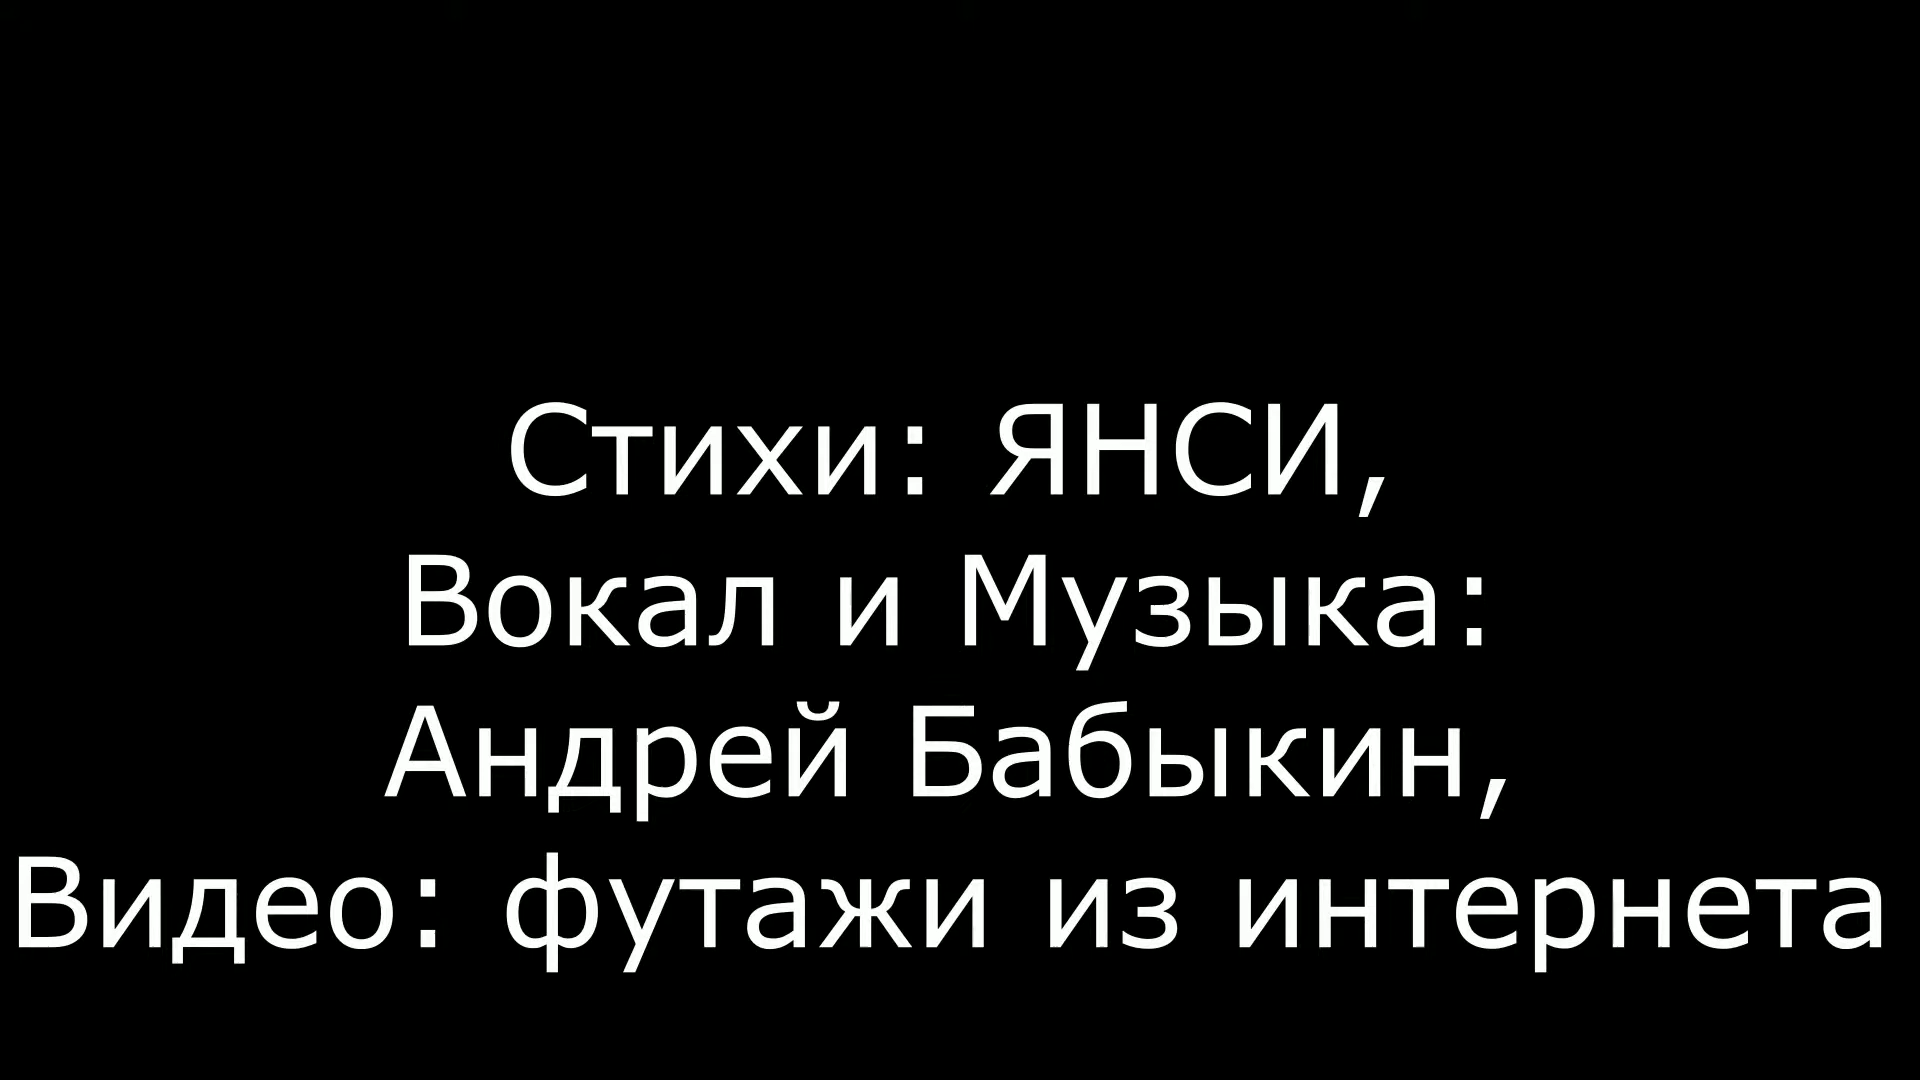 Стихи: ЯНСИ,
Вокал и Музыка:
Андрей Бабыкин,
Видео: футажи из интернета